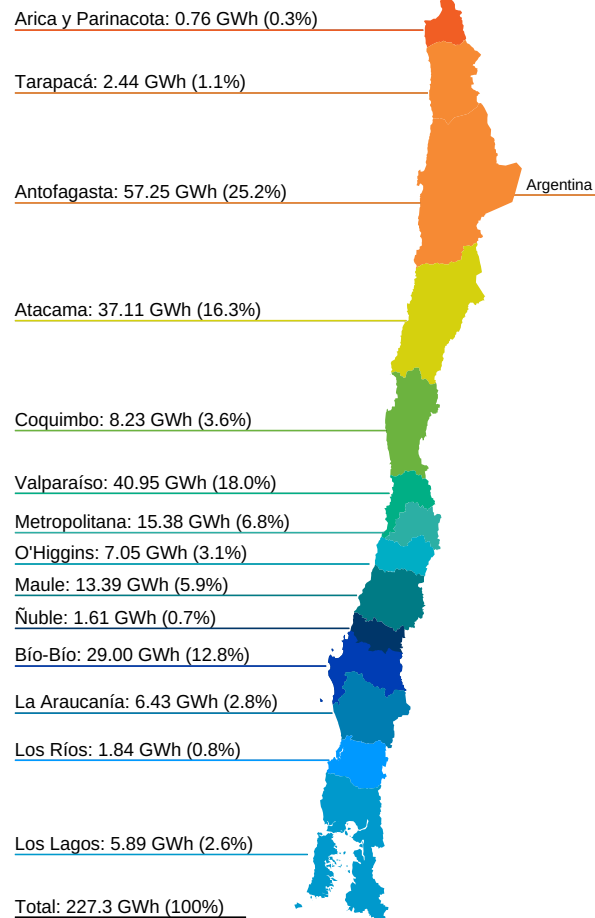 Arica y Parinacota: 0.76 GWh (0.3%)
Tarapacá: 2.44 GWh (1.1%)
Antofagasta: 57.25 GWh (25.2%)
Argentina
Atacama: 37.11 GWh (16.3%)
Coquimbo: 8.23 GWh (3.6%)
Valparaíso: 40.95 GWh (18.0%)
Metropolitana: 15.38 GWh (6.8%)
O'Higgins: 7.05 GWh (3.1%)
Maule: 13.39 GWh (5.9%)
Ñuble: 1.61 GWh (0.7%)
Bío-Bío: 29.00 GWh (12.8%)
La Araucanía: 6.43 GWh (2.8%)
Los Ríos: 1.84 GWh (0.8%)
Los Lagos: 5.89 GWh (2.6%)
Total: 227.3 GWh (100%)